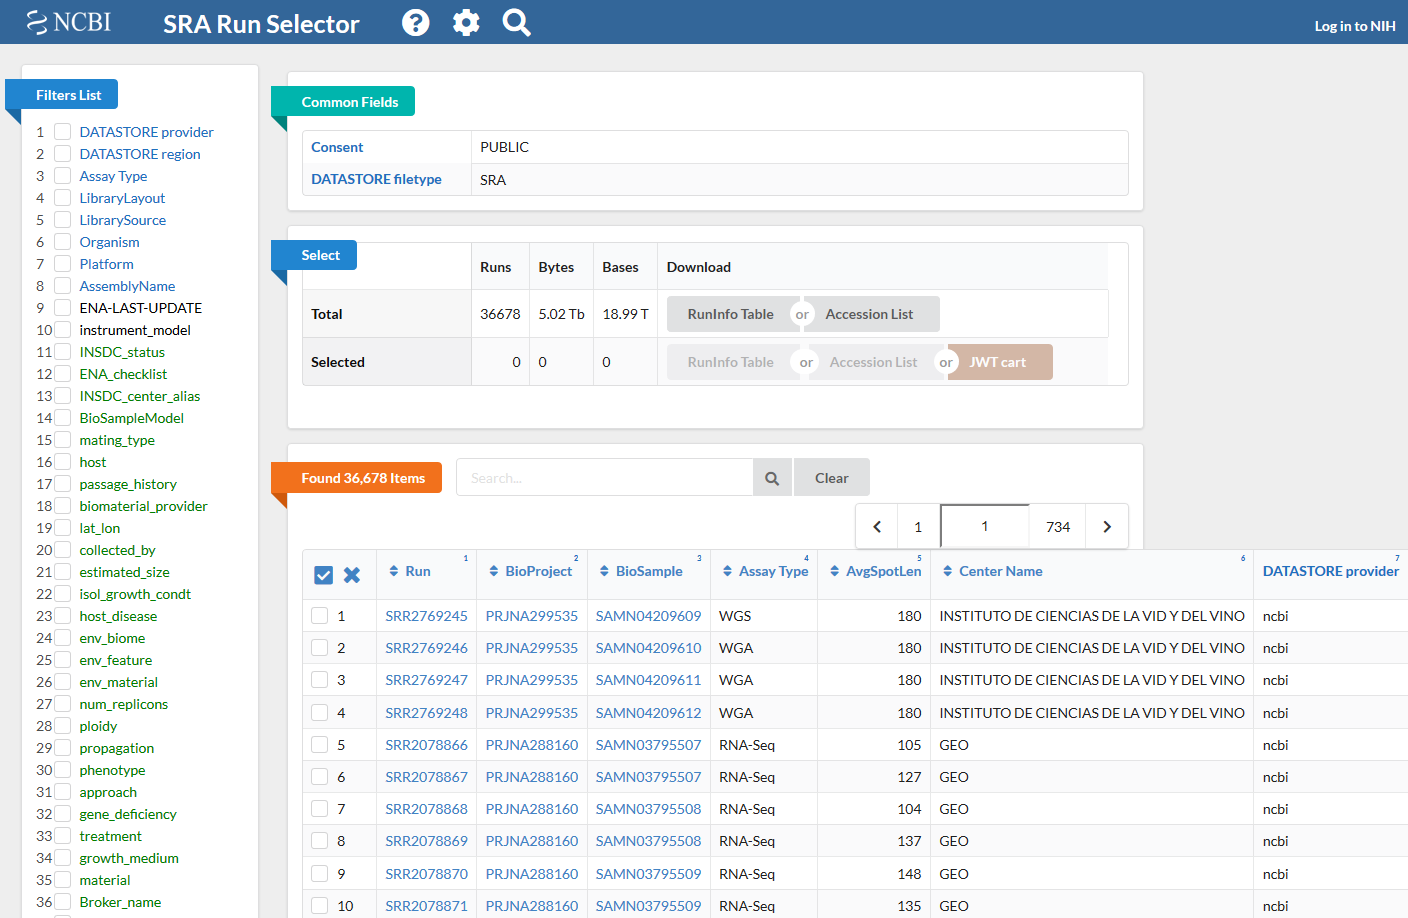 NCBI SRA Run Selector Log in to NIH
Filters List
1 DATASTORE provider
2 DATASTORE region
3 Assay Type
4 LibraryLayout
5 LibrarySource
6 Organism
7 Platform
8 AssemblyName
9 ENA-LAST-UPDATE
10 instrument_model
11 INSDC_status
12 ENA_checklist
13 INSDC_center_alias
14 BioSampleModel
15 mating_type
16 host
17 passage_history
18 biomaterial_provider
19 lat_lon
20 collected_by
21 estimated_size
22 isol_growth_condt
23 host_disease
24 env_biome
25 env_feature
26 env_material
27 num_replicons
28 ploidy
29 propagation
30 phenotype
31 approach
32 gene_deficiency
33 treatment
34 growth_medium
35 material
36 Broker_name
Common Fields
Consent PUBLIC
DATASTORE filetype SRA
Select Runs Bytes Bases Download
Total 36678 5.02 Tb 18.99 T RunInfo Table or Accession List
Selected 0 0 0 RunInfo Table or Accession List or JWT cart
Found 36,678 Items Search... Clear
1 1 734
Run 1 BioProject 2 BioSample 3 Assay Type 4 AvgSpotLen 5 Center Name 6 DATASTORE provider 7
1 SRR2769245 PRJNA299535 SAMN04209609 WGS 180 INSTITUTO DE CIENCIAS DE LA VID Y DEL VINO ncbi
2 SRR2769246 PRJNA299535 SAMN04209610 WGA 180 INSTITUTO DE CIENCIAS DE LA VID Y DEL VINO ncbi
3 SRR2769247 PRJNA299535 SAMN04209611 WGA 180 INSTITUTO DE CIENCIAS DE LA VID Y DEL VINO ncbi
4 SRR2769248 PRJNA299535 SAMN04209612 WGA 180 INSTITUTO DE CIENCIAS DE LA VID Y DEL VINO ncbi
5 SRR2078866 PRJNA288160 SAMN03795507 RNA-Seq 105 GEO ncbi
6 SRR2078867 PRJNA288160 SAMN03795507 RNA-Seq 127 GEO ncbi
7 SRR2078868 PRJNA288160 SAMN03795508 RNA-Seq 104 GEO ncbi
8 SRR2078869 PRJNA288160 SAMN03795508 RNA-Seq 137 GEO ncbi
9 SRR2078870 PRJNA288160 SAMN03795509 RNA-Seq 148 GEO ncbi
10 SRR2078871 PRJNA288160 SAMN03795509 RNA-Seq 135 GEO ncbi